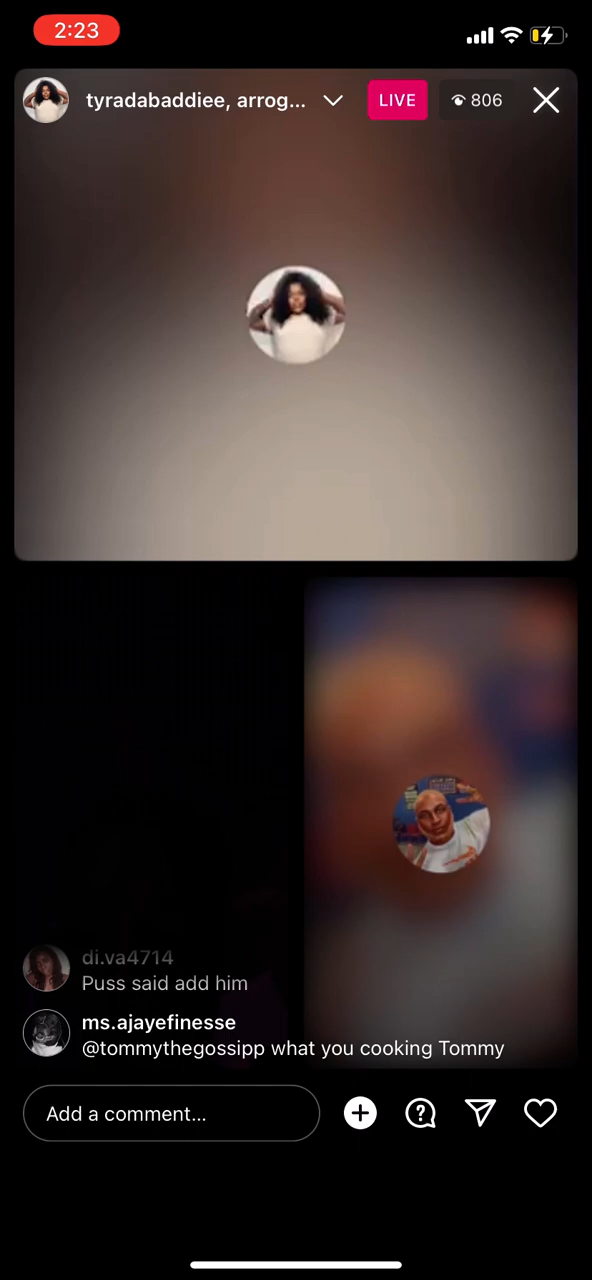 2:23
tyradabaddiee, arrog...
LIVE
806
di.va4714
Puss said add him
ms.ajayefinesse
@tommythegossipp what you cooking Tommy
Add a comment...